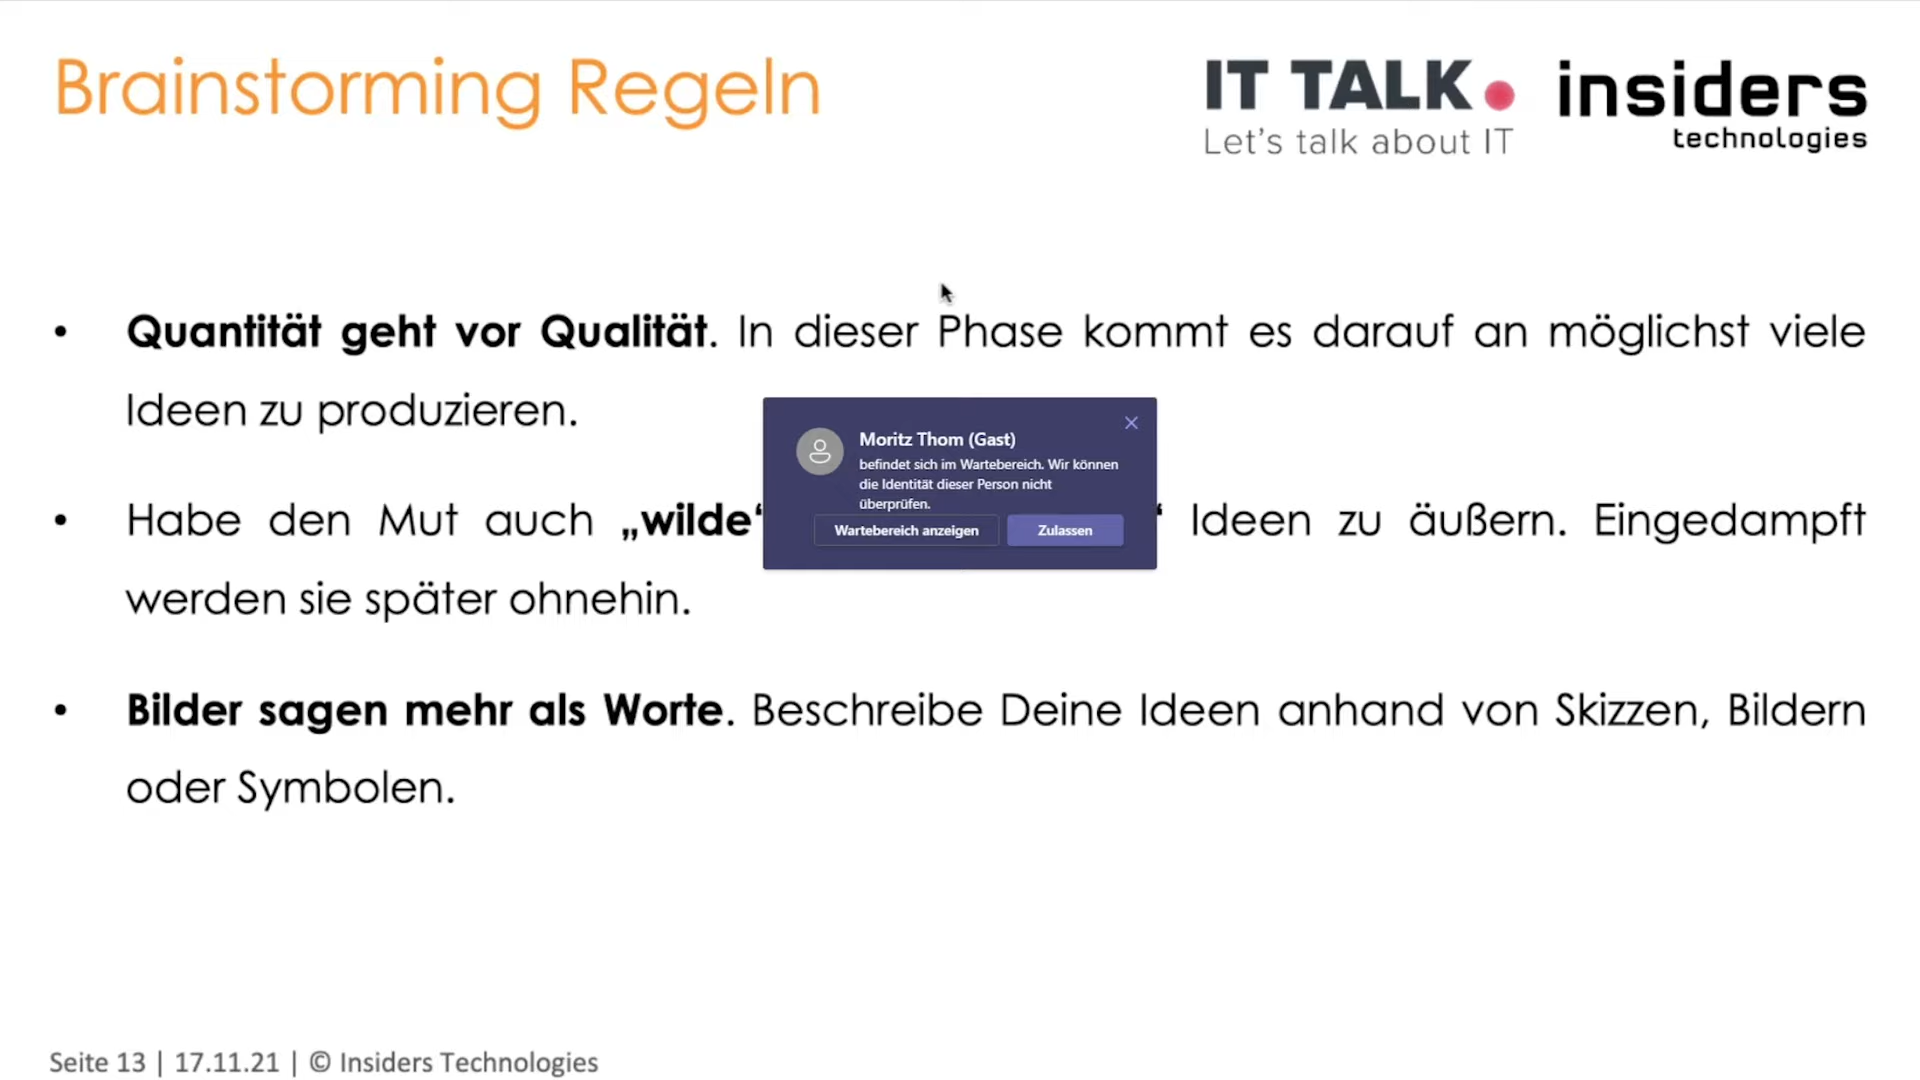 Brainstorming Regeln
IT TALK.
Let's talk about IT
insiders
technologies
• Quantität geht vor Qualität. In dieser Phase kommt es darauf an möglichst viele
Ideen zu produzieren.
Moritz Thom (Gast)
befindet sich im Wartebereich. Wir können
die Identität dieser Person nicht
überprüfen.
Wartebereich anzeigen
Zulassen
• Habe den Mut auch „wilde“ Ideen zu äußern. Eingedampft
werden sie später ohnehin.
• Bilder sagen mehr als Worte. Beschreibe Deine Ideen anhand von Skizzen, Bildern
oder Symbolen.
Seite 13 | 17.11.21 | © Insiders Technologies